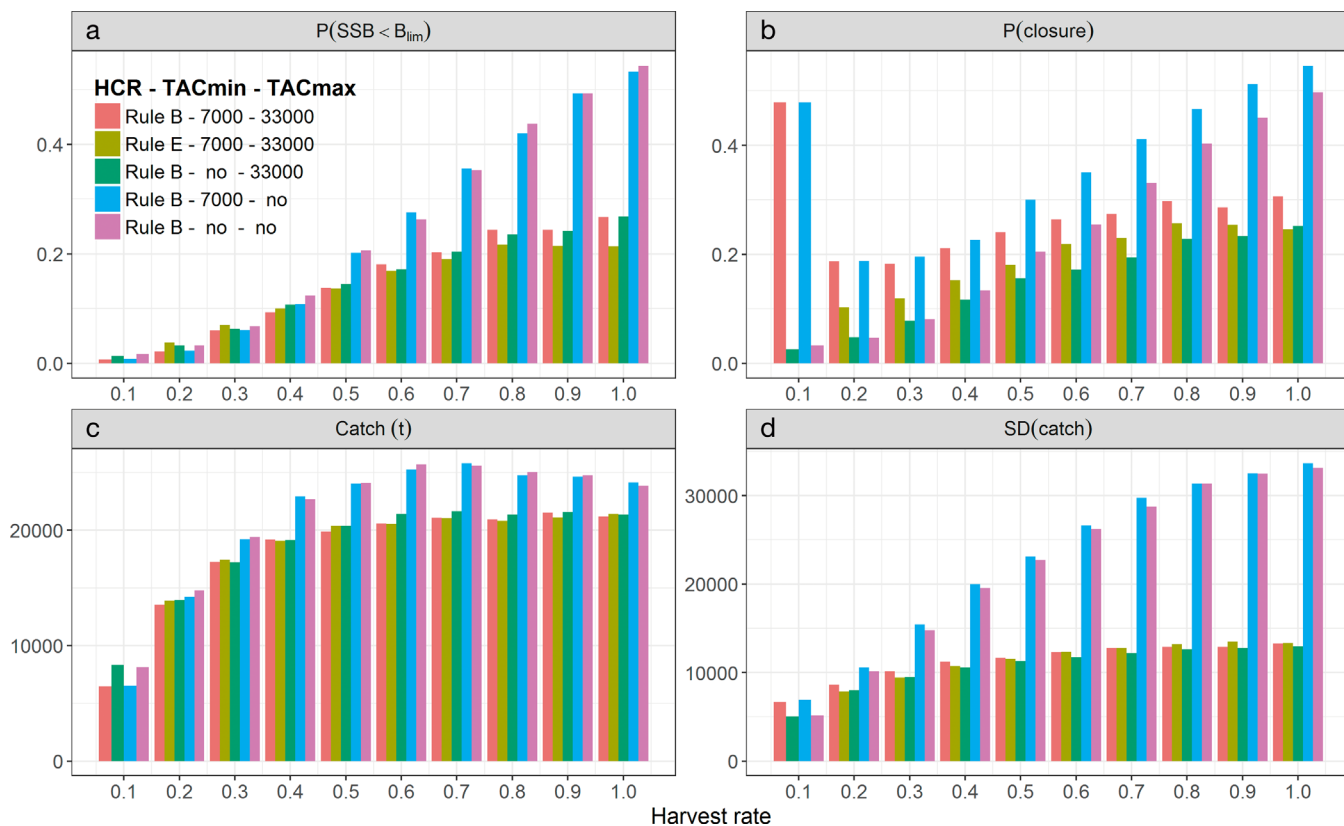 a
P(SSB < Blim)
HCR - TACmin - TACmax
Rule B - 7000 - 33000
Rule E - 7000 - 33000
Rule B - no - 33000
Rule B - 7000 - no
Rule B - no - no
0.4
0.2
0.0
0.1 0.2 0.3 0.4 0.5 0.6 0.7 0.8 0.9 1.0
b
P(closure)
0.4
0.2
0.0
0.1 0.2 0.3 0.4 0.5 0.6 0.7 0.8 0.9 1.0
c
Catch (t)
20000
10000
0
0.1 0.2 0.3 0.4 0.5 0.6 0.7 0.8 0.9 1.0
d
SD(catch)
30000
20000
10000
0
0.1 0.2 0.3 0.4 0.5 0.6 0.7 0.8 0.9 1.0
Harvest rate